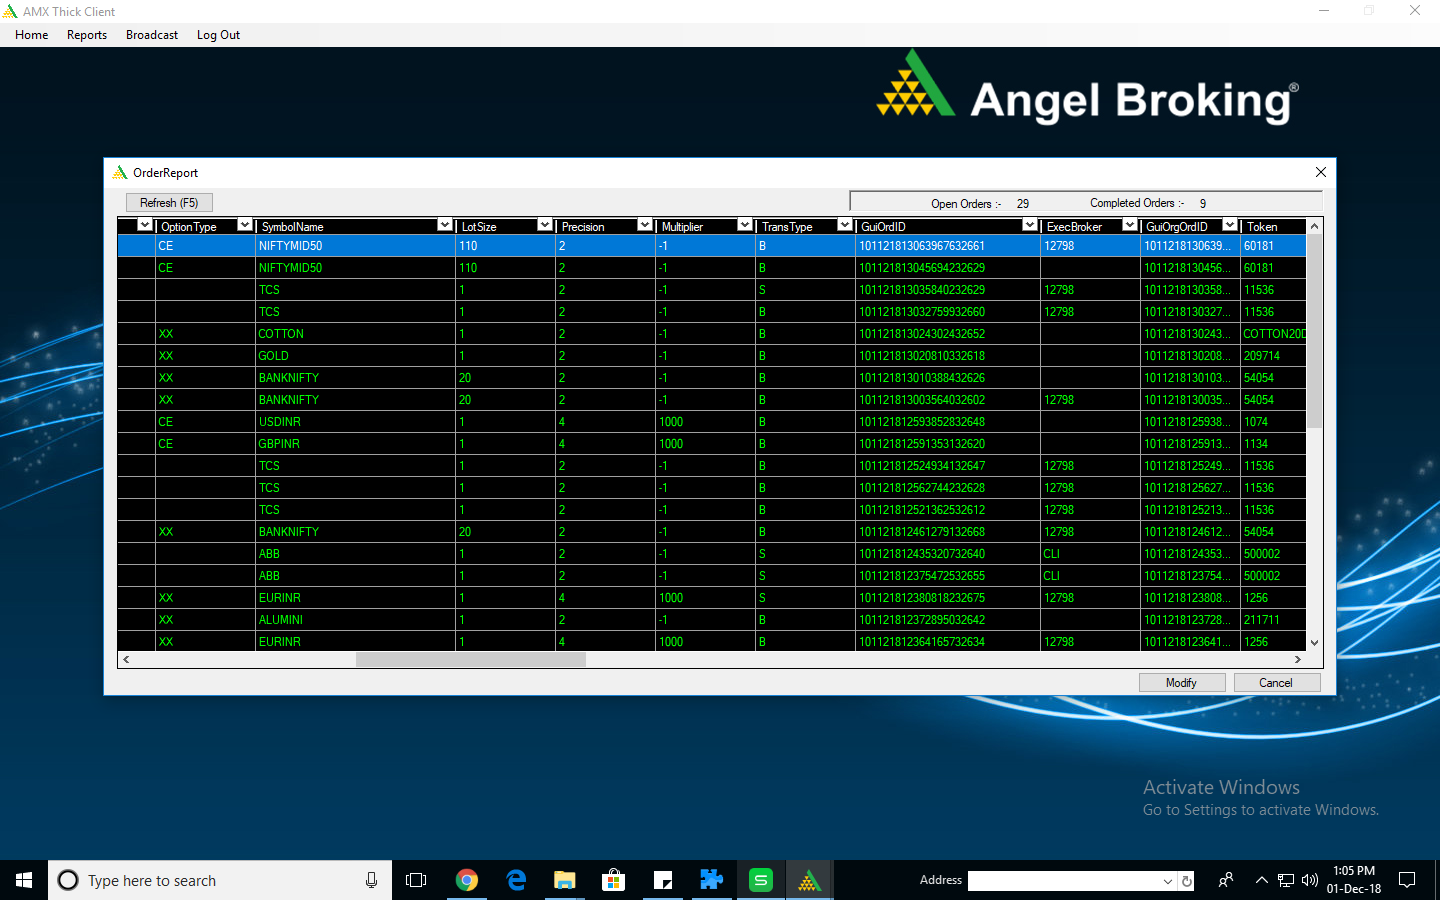 AMX Thick Client
Home Reports Broadcast Log Out
Angel Broking®
OrderReport
Refresh (F5) Open Orders :- 29 Completed Orders :- 9
OptionType SymbolName LotSize Precision Multiplier TransType GuiOrdID ExecBroker GuiOrgOrdID Token
CE NIFTYMID50 110 2 -1 B 101121813063967632661 12798 1011218130639... 60181
CE NIFTYMID50 110 2 -1 B 101121813045694232629 1011218130456... 60181
TCS 1 2 -1 S 101121813035840232629 12798 1011218130358... 11536
TCS 1 2 -1 B 101121813032759932660 12798 1011218130327... 11536
XX COTTON 1 2 -1 B 101121813024302432652 1011218130243... COTTON20D
XX GOLD 1 2 -1 B 101121813020810332618 1011218130208... 209714
XX BANKNIFTY 20 2 -1 B 101121813010388432626 1011218130103... 54054
XX BANKNIFTY 20 2 -1 B 101121813003564032602 12798 1011218130035... 54054
CE USDINR 1 4 1000 B 101121812593852832648 1011218125938... 1074
CE GBPINR 1 4 1000 B 101121812591353132620 1011218125913... 1134
TCS 1 2 -1 B 101121812524934132647 12798 1011218125249... 11536
TCS 1 2 -1 B 101121812562744232628 12798 1011218125627... 11536
TCS 1 2 -1 B 101121812521362532612 12798 1011218125213... 11536
XX BANKNIFTY 20 2 -1 B 101121812461279132668 12798 1011218124612... 54054
ABB 1 2 -1 S 101121812435320732640 CLI 1011218124353... 500002
ABB 1 2 -1 S 101121812375472532655 CLI 1011218123754... 500002
XX EURINR 1 4 1000 S 101121812380818232675 12798 1011218123808... 1256
XX ALUMINI 1 2 -1 B 101121812372895032642 1011218123728... 211711
XX EURINR 1 4 1000 B 101121812364165732634 12798 1011218123641... 1256
Modify Cancel
Activate Windows
Go to Settings to activate Windows.
Type here to search Address 1:05 PM
01-Dec-18